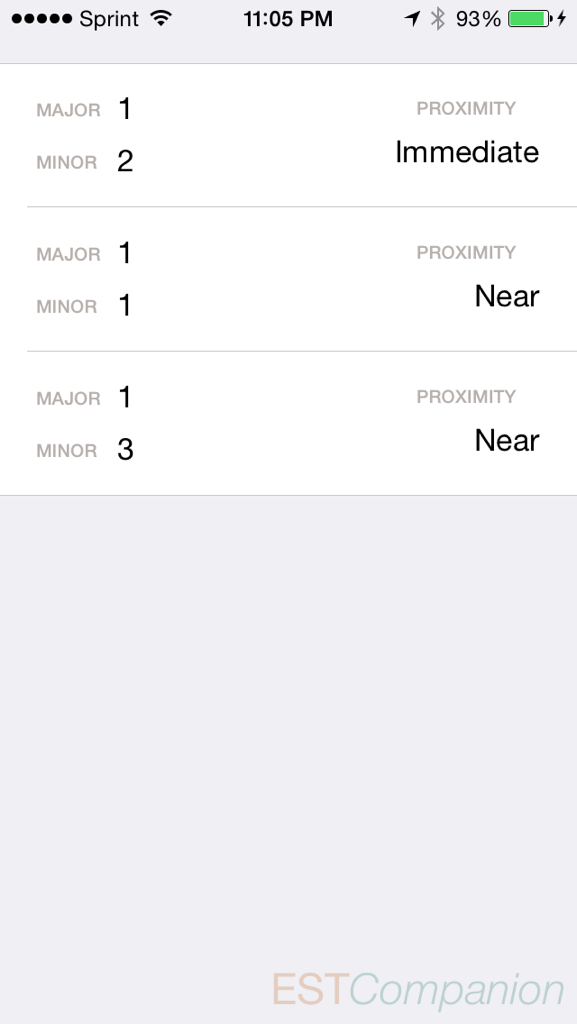 Sprint 11:05 PM 93%
MAJOR 1 PROXIMITY
MINOR 2 Immediate
MAJOR 1 PROXIMITY
MINOR 1 Near
MAJOR 1 PROXIMITY
MINOR 3 Near
ESTCompanion